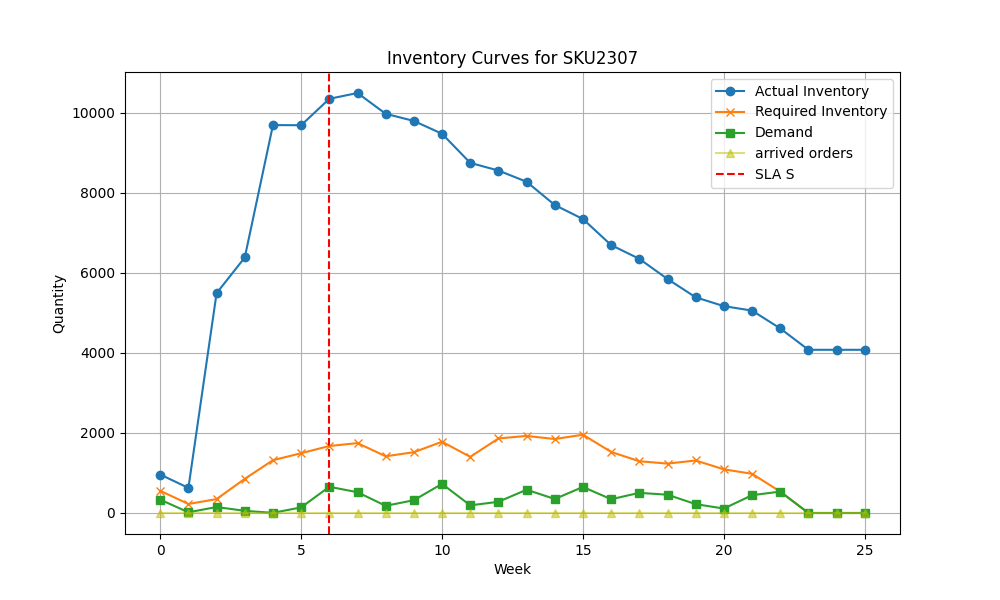 Inventory Curves for SKU2307
Actual Inventory
Required Inventory
Demand
arrived orders
SLA S
10000
8000
6000
4000
2000
0
Quantity
0 5 10 15 20 25
Week